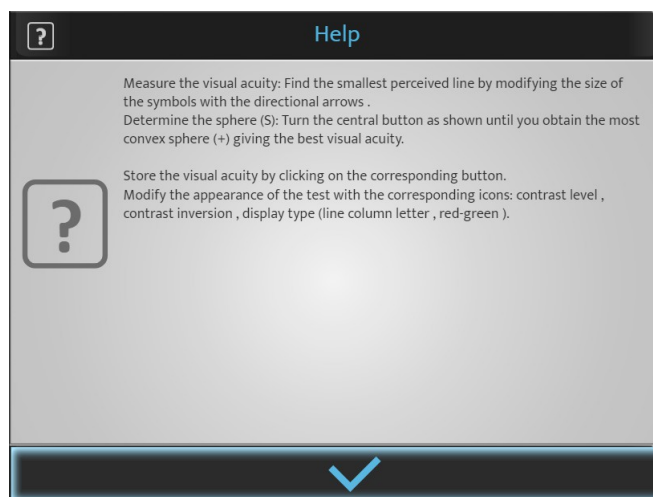 ?
Help
Measure the visual acuity: Find the smallest perceived line by modifying the size of
the symbols with the directional arrows .
Determine the sphere (S): Turn the central button as shown until you obtain the most
convex sphere (+) giving the best visual acuity.
Store the visual acuity by clicking on the corresponding button.
Modify the appearance of the test with the corresponding icons: contrast level ,
contrast inversion , display type (line column letter , red-green ).
?